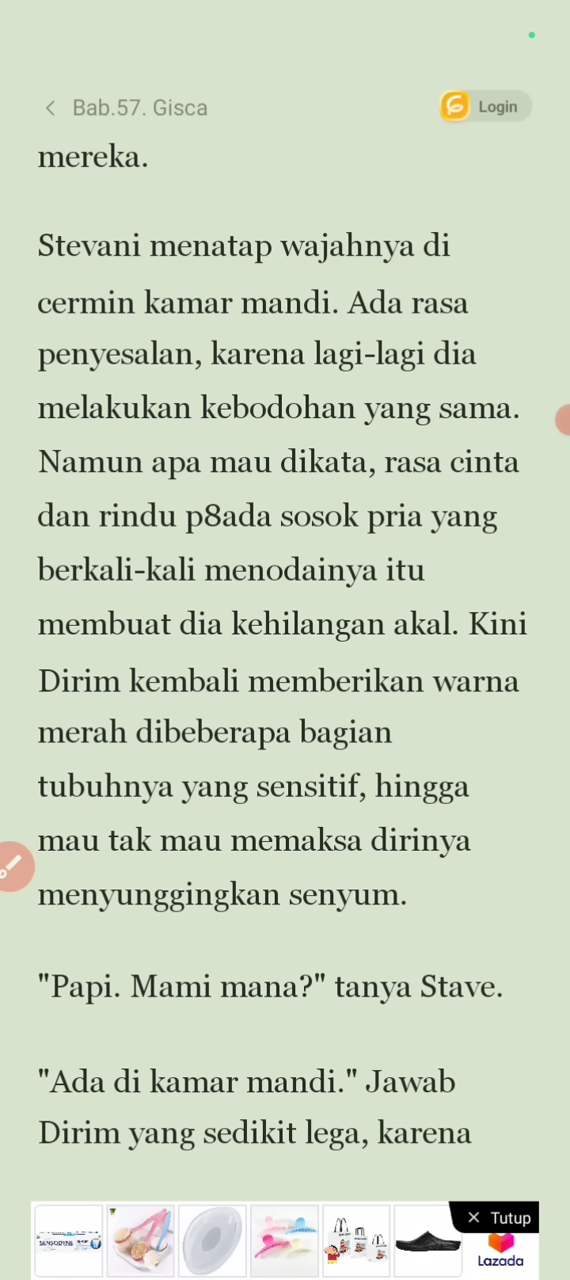 Bab.57. Gisca
Login
mereka.
Stevani menatap wajahnya di
cermin kamar mandi. Ada rasa
penyesalan, karena lagi-lagi dia
melakukan kebodohan yang sama.
Namun apa mau dikata, rasa cinta
dan rindu p8ada sosok pria yang
berkali-kali menodainya itu
membuat dia kehilangan akal. Kini
Dirim kembali memberikan warna
merah dibeberapa bagian
tubuhnya yang sensitif, hingga
mau tak mau memaksa dirinya
menyunggingkan senyum.
"Papi. Mami mana?" tanya Stave.
"Ada di kamar mandi." Jawab
Dirim yang sedikit lega, karena
Tutup
SENSODYNE
Lazada